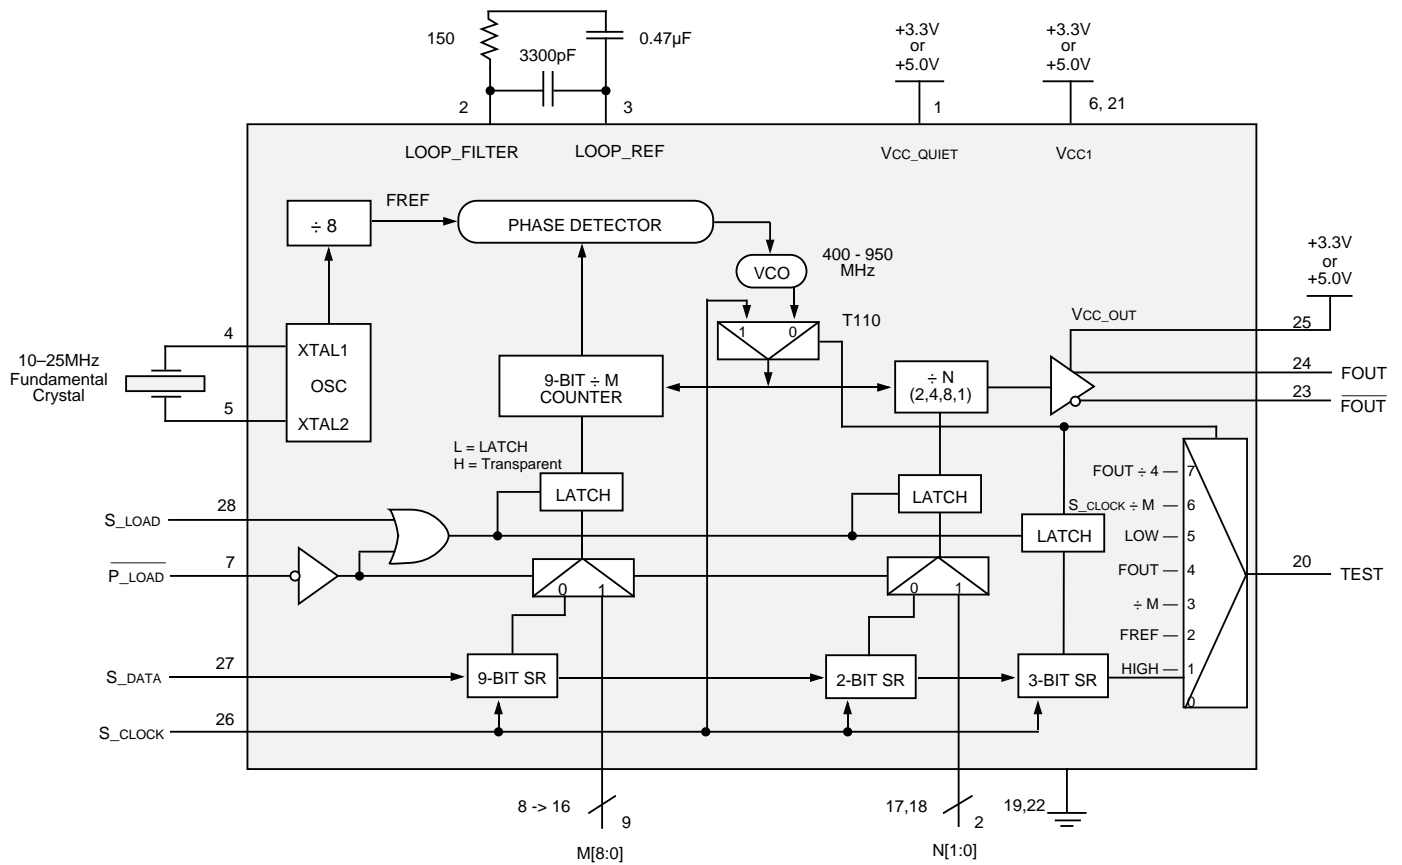 150
0.47µF
3300pF
2
3
+3.3V
or
+5.0V
1
+3.3V
or
+5.0V
6, 21
LOOP_FILTER
LOOP_REF
VCC_QUIET
VCC1
÷ 8
FREF
PHASE DETECTOR
VCO
400 - 950
MHz
1
0
T110
+3.3V
or
+5.0V
VCC_OUT
25
24
FOUT
23
FOUT
10–25MHz
Fundamental
Crystal
4
5
XTAL1
OSC
XTAL2
9-BIT ÷ M
COUNTER
÷ N
(2,4,8,1)
L = LATCH
H = Transparent
LATCH
LATCH
LATCH
S_LOAD
28
P_LOAD
7
0
1
0
1
FOUT ÷ 4
7
S_CLOCK ÷ M
6
LOW
5
FOUT
4
÷ M
3
FREF
2
HIGH
1
0
20
TEST
S_DATA
27
9-BIT SR
2-BIT SR
3-BIT SR
S_CLOCK
26
8 -> 16
9
M[8:0]
17,18
2
N[1:0]
19,22